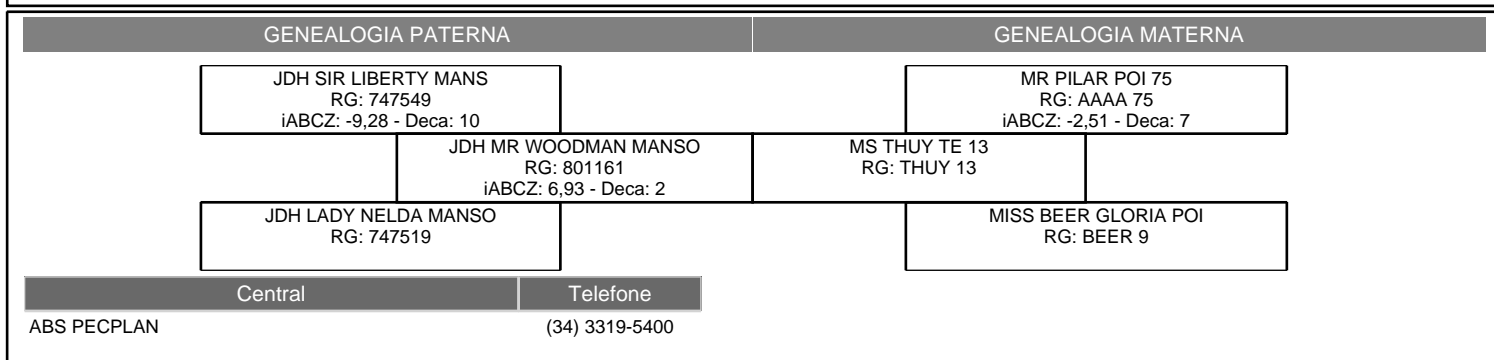 GENEALOGIA PATERNA
GENEALOGIA MATERNA
JDH SIR LIBERTY MANS
RG: 747549
iABCZ: -9,28 - Deca: 10
MR PILAR POI 75
RG: AAAA 75
iABCZ: -2,51 - Deca: 7
JDH MR WOODMAN MANSO
RG: 801161
iABCZ: 6,93 - Deca: 2
MS THUY TE 13
RG: THUY 13
JDH LADY NELDA MANSO
RG: 747519
MISS BEER GLORIA POI
RG: BEER 9
Central
Telefone
ABS PECPLAN
(34) 3319-5400